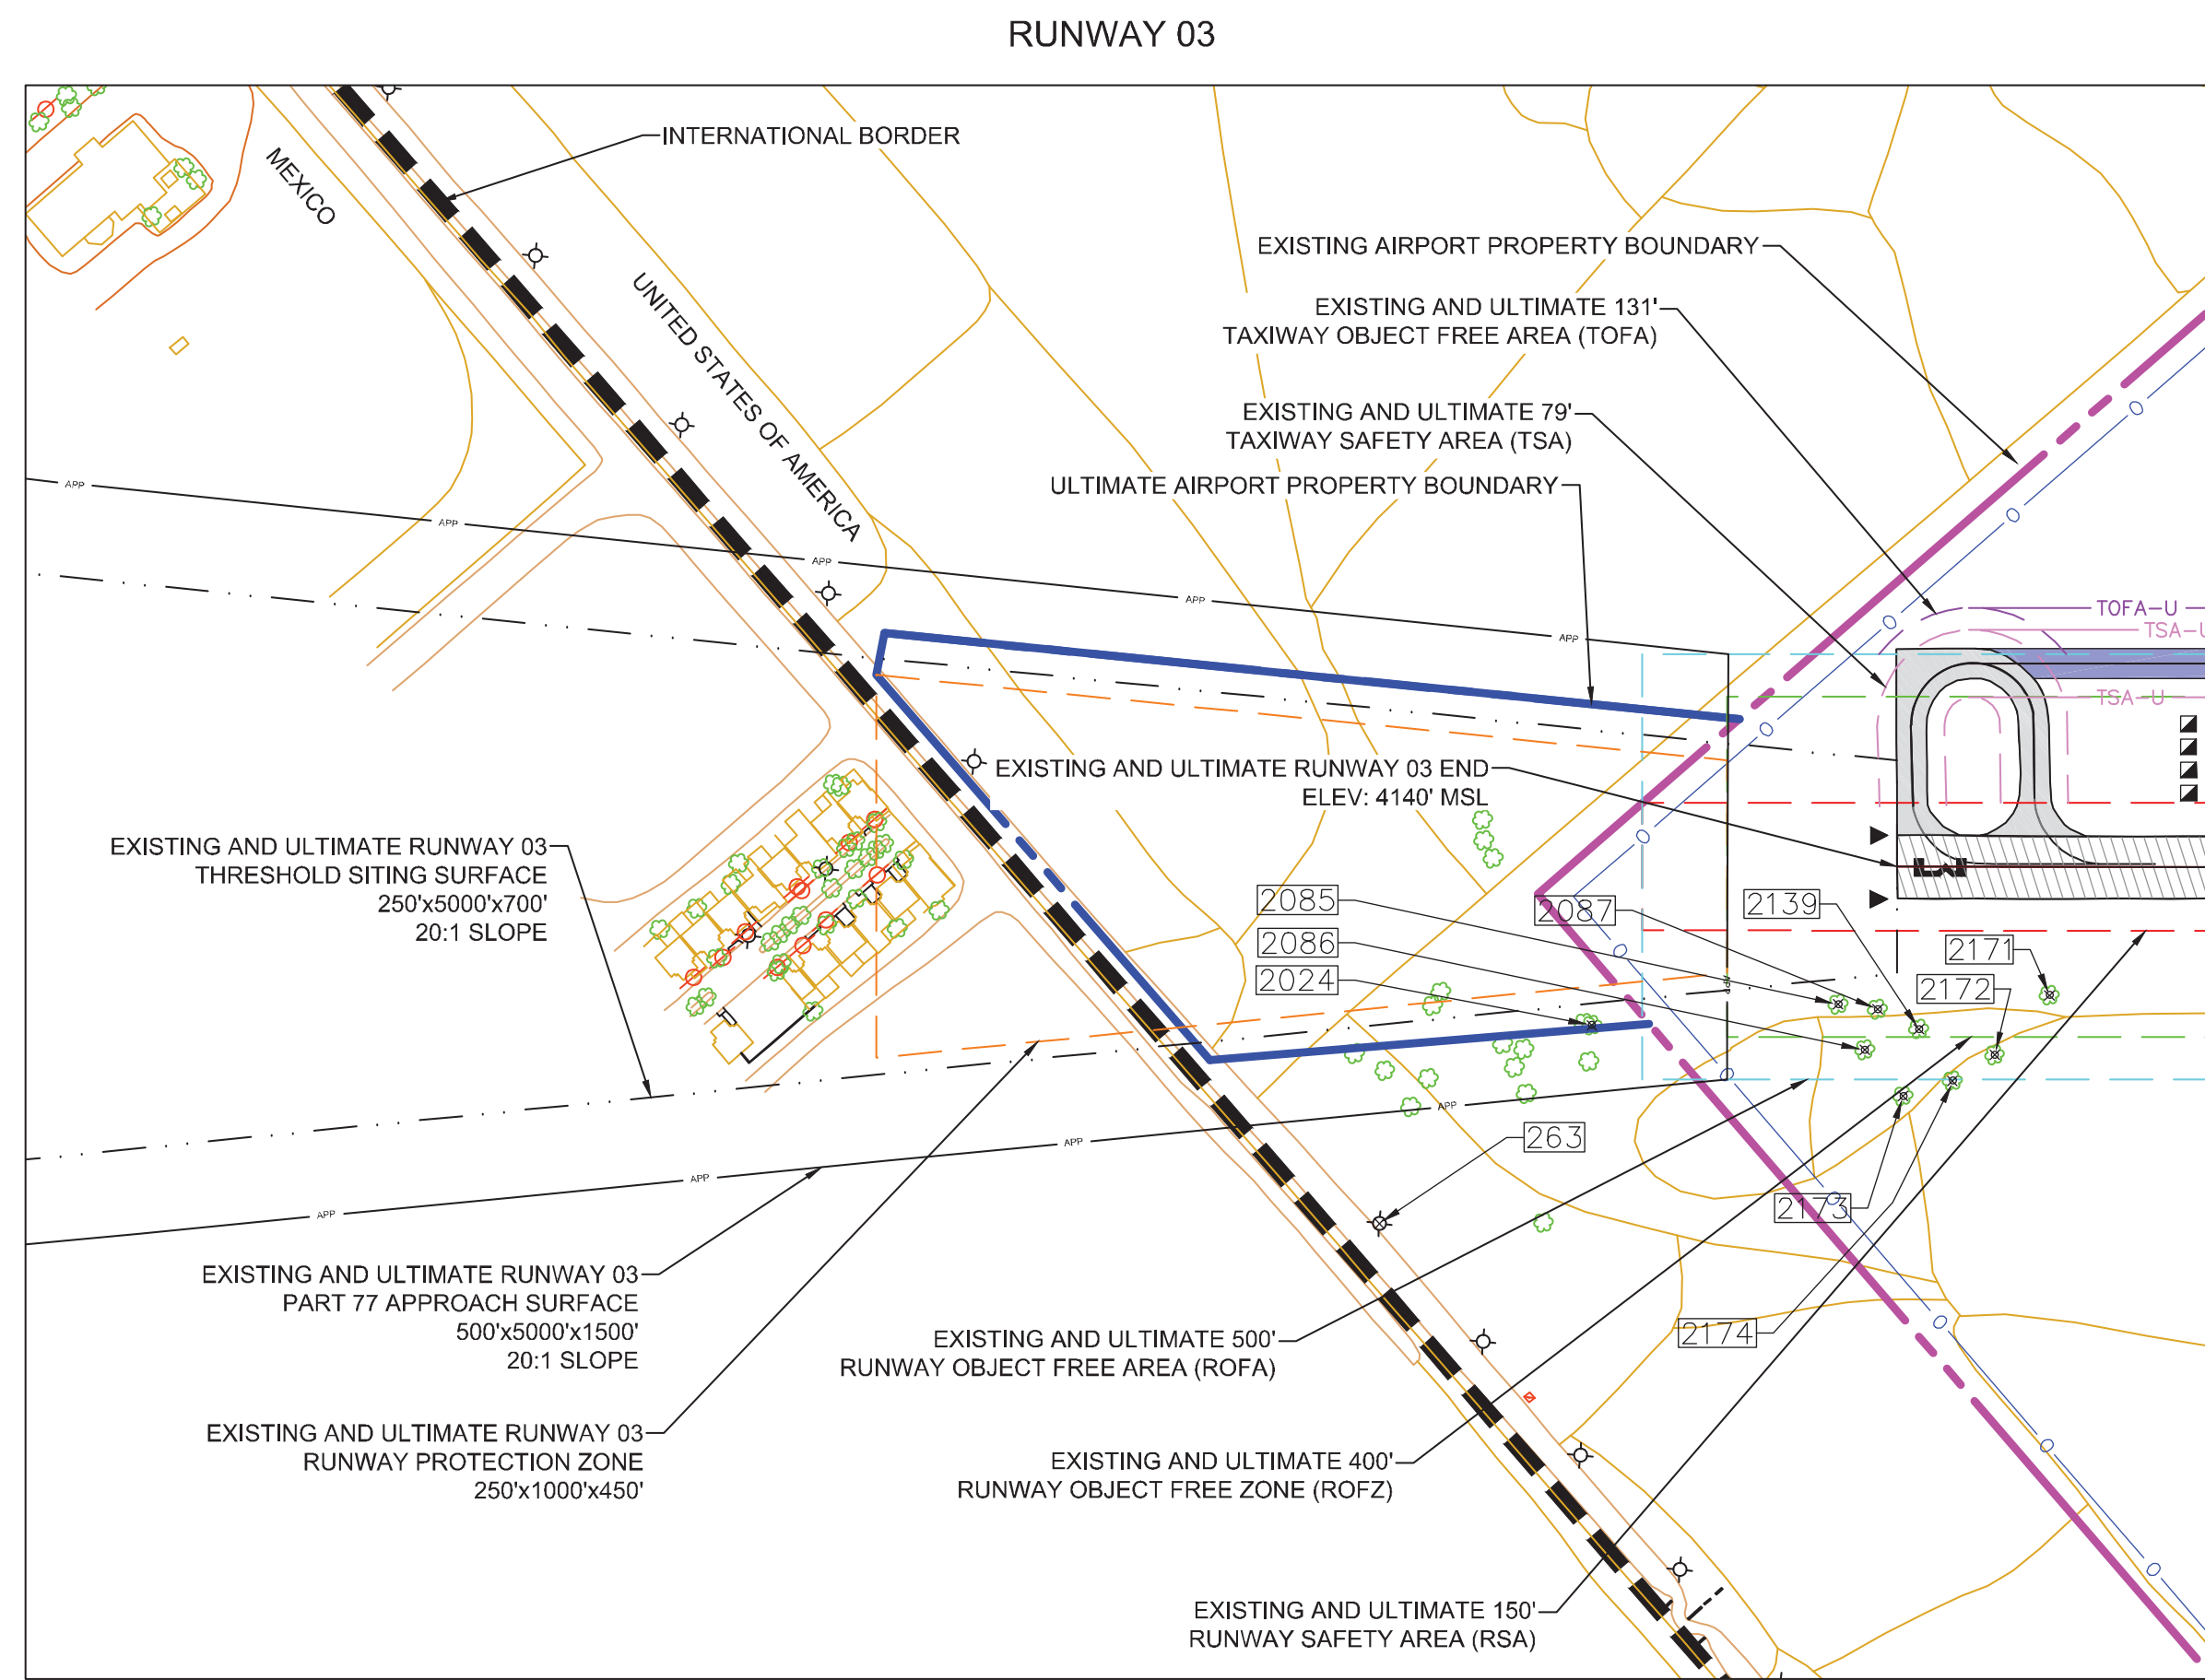 RUNWAY 03
INTERNATIONAL BORDER
MEXICO
UNITED STATES OF AMERICA
EXISTING AIRPORT PROPERTY BOUNDARY
EXISTING AND ULTIMATE 131'
TAXIWAY OBJECT FREE AREA (TOFA)
EXISTING AND ULTIMATE 79'
TAXIWAY SAFETY AREA (TSA)
ULTIMATE AIRPORT PROPERTY BOUNDARY
APP
APP
APP
APP
APP
TOFA-U
TSA-U
TSA-U
EXISTING AND ULTIMATE RUNWAY 03 END
ELEV: 4140' MSL
EXISTING AND ULTIMATE RUNWAY 03
THRESHOLD SITING SURFACE
250'x5000'x700'
20:1 SLOPE
2085
2086
2024
2087
2139
2171
2172
APP
263
2173
2174
APP
APP
APP
APP
EXISTING AND ULTIMATE RUNWAY 03
PART 77 APPROACH SURFACE
500'x5000'x1500'
20:1 SLOPE
EXISTING AND ULTIMATE RUNWAY 03
RUNWAY PROTECTION ZONE
250'x1000'x450'
EXISTING AND ULTIMATE 500'
RUNWAY OBJECT FREE AREA (ROFA)
EXISTING AND ULTIMATE 400'
RUNWAY OBJECT FREE ZONE (ROFZ)
EXISTING AND ULTIMATE 150'
RUNWAY SAFETY AREA (RSA)